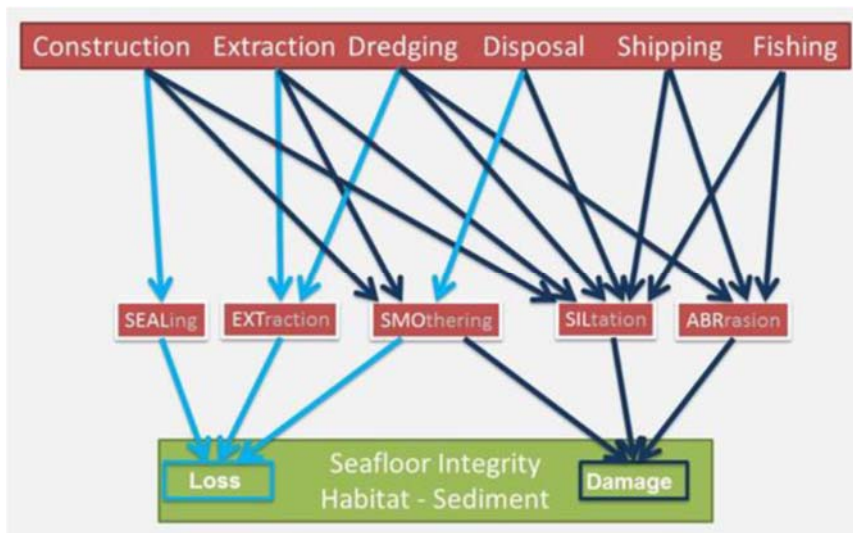 Construction Extraction Dredging Disposal Shipping Fishing
SEALing EXTraction SMOthering SILtation ABRrasion
Loss Seafloor Integrity Damage
Habitat - Sediment